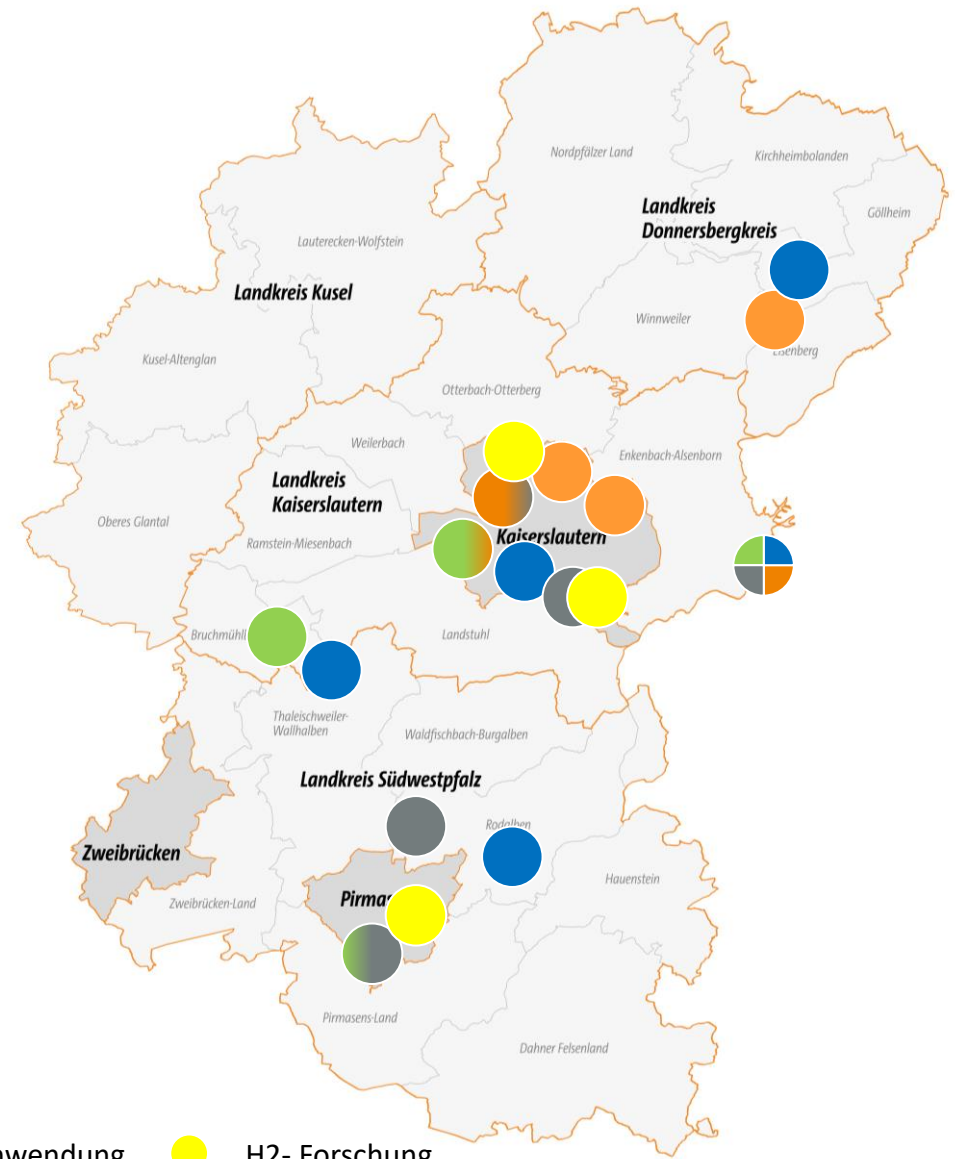 Nordpfälzer Land
Kirchheimbolanden
Landkreis
Donnersbergkreis
Göllheim
Lauterecken-Wolfstein
Landkreis Kusel
Winnweiler
Kusel-Altenglan
Otterbach-Otterberg
Weilerbach
Enkenbach-Alsenborn
Landkreis
Kaiserslautern
Oberes Glantal
Kaiserslautern
Ramstein-Miesenbach
Bruchmühl
Landstuhl
Thaleischweiler-
Wallhalben
Waldfischbach-Burgalben
Landkreis Südwestpfalz
Rodalben
Zweibrücken
Hauenstein
Pirmas
Zweibrücken-Land
Pirmasens-Land
Dahner Felsenland
H2- Forschung